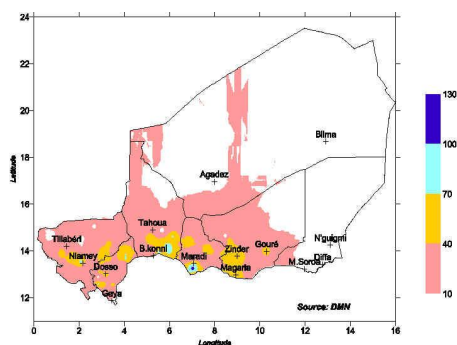 24
22
20
18
16
14
12
Latitude
0 2 4 6 8 10 12 14 16
Longitude
Bilma
Agadez
Tahoua
Tillabéri
B.konni
Niamey
Dosso
Gaya
Maradi
Zinder
Magaria
Gouré
N'guigmi
Diffa
M.Soroa
Source: DMN
130
100
70
40
10